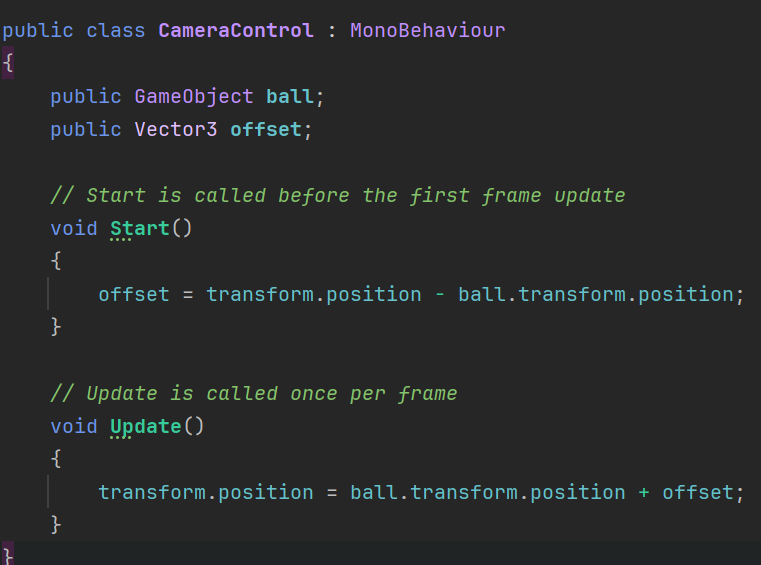 public class CameraControl : MonoBehaviour
{
    public GameObject ball;
    public Vector3 offset;

    // Start is called before the first frame update
    void Start()
    {
        offset = transform.position - ball.transform.position;
    }

    // Update is called once per frame
    void Update()
    {
        transform.position = ball.transform.position + offset;
    }
}